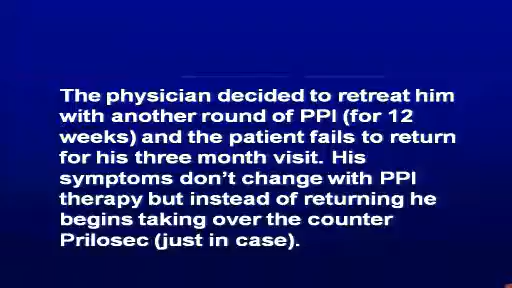 The physician decided to retreat him
with another round of PPI (for 12
weeks) and the patient fails to return
for his three month visit. His
symptoms don't change with PPI
therapy but instead of returning he
begins taking over the counter
Prilosec (just in case).